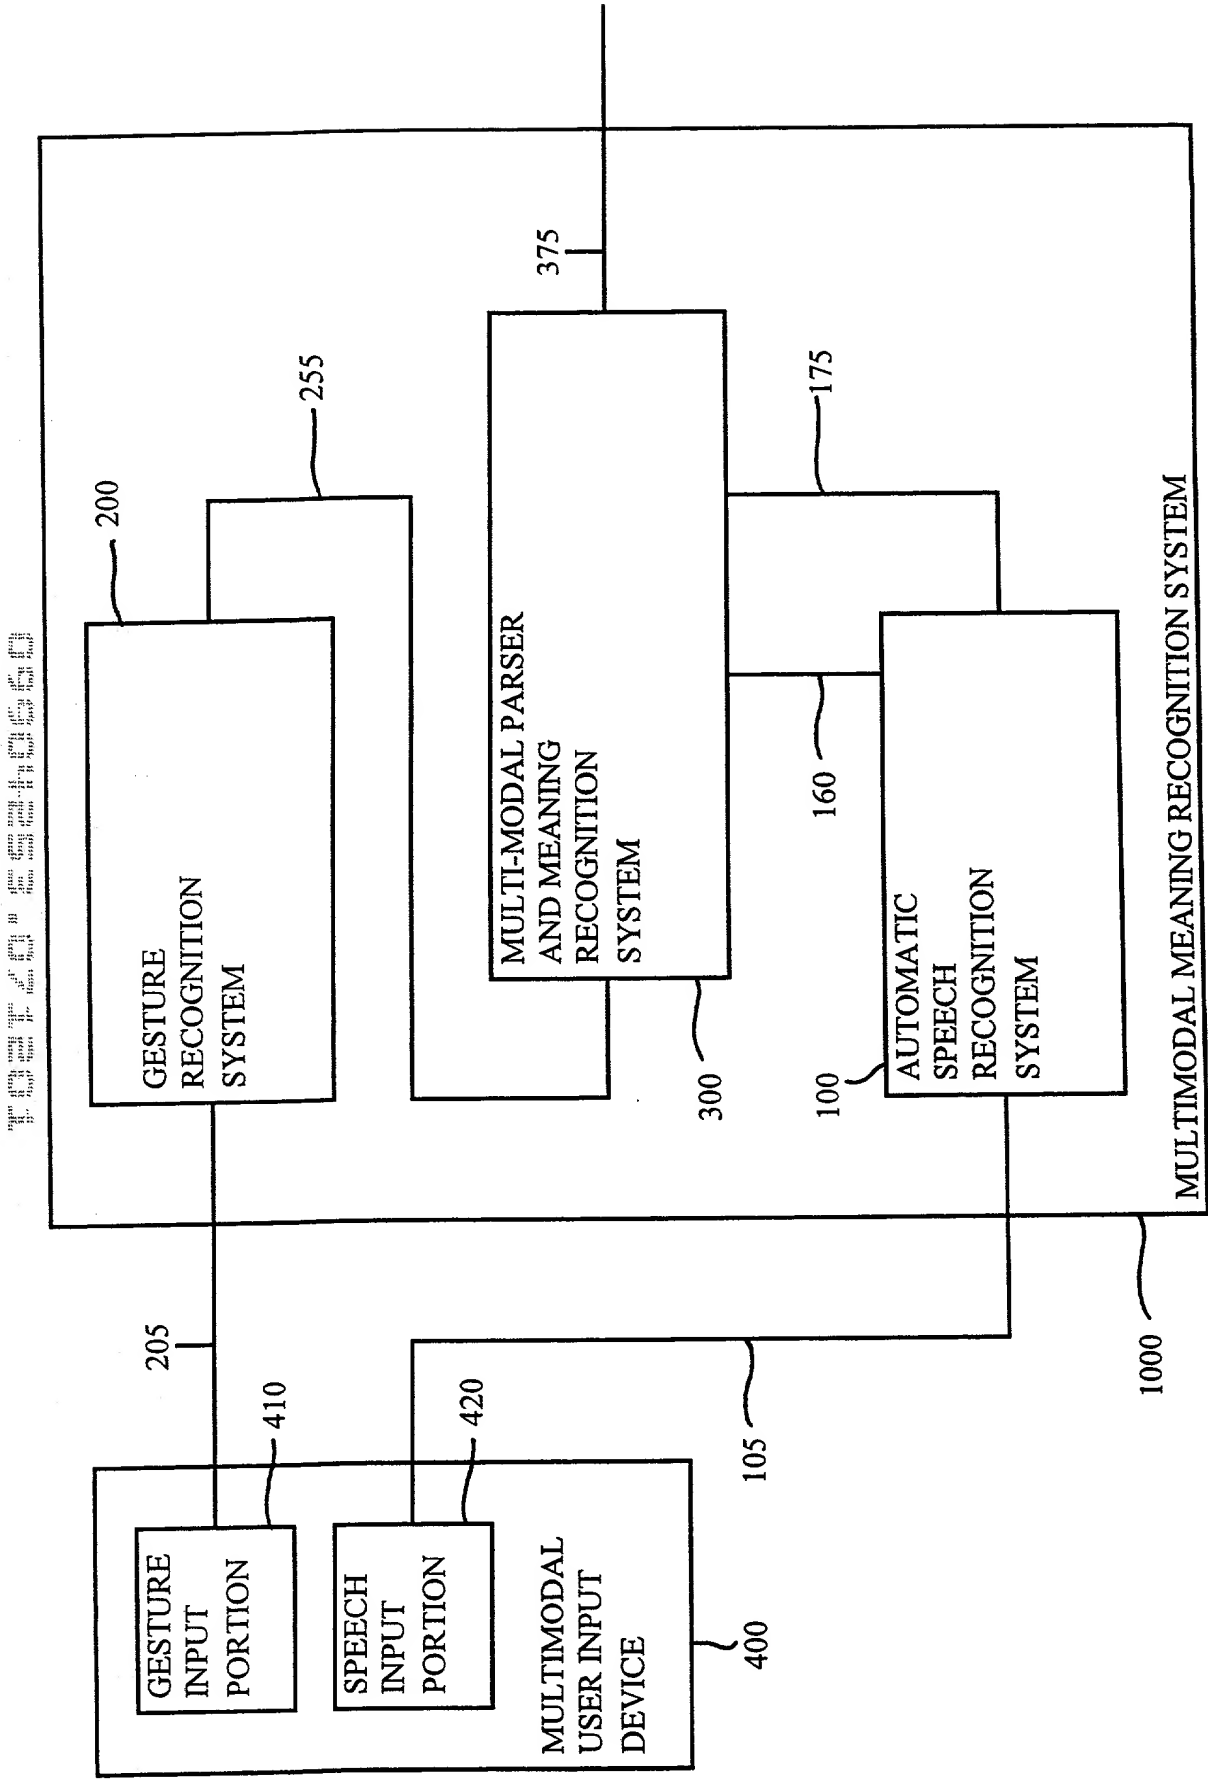 GESTURE
INPUT
PORTION
410
SPEECH
INPUT
PORTION
420
MULTIMODAL
USER INPUT
DEVICE
400
205
105
1000
GESTURE
RECOGNITION
SYSTEM
200
255
MULTI-MODAL PARSER
AND MEANING
RECOGNITION
SYSTEM
300
375
160
175
AUTOMATIC
SPEECH
RECOGNITION
SYSTEM
100
MULTIMODAL MEANING RECOGNITION SYSTEM